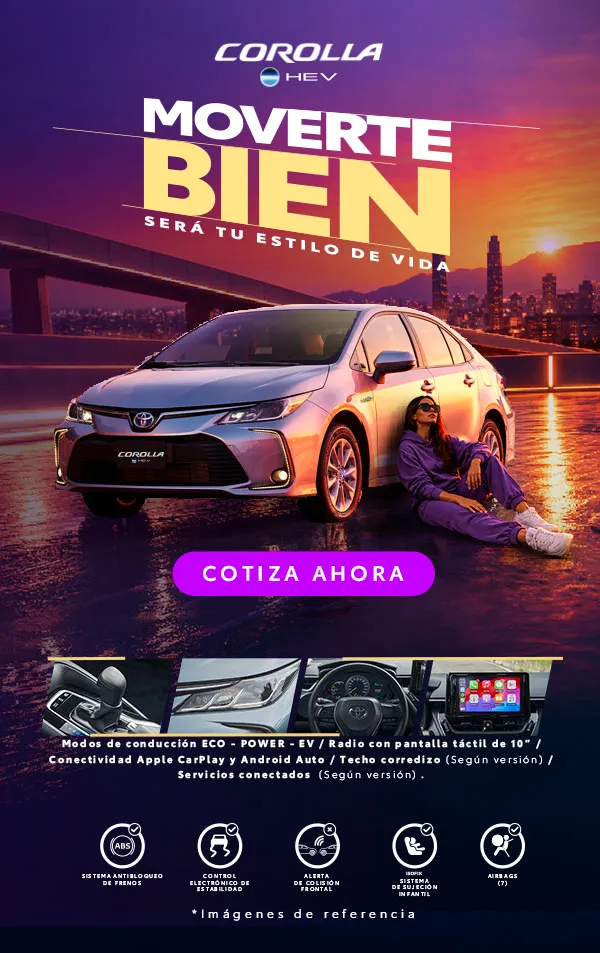 COROLLA
HEV
MOVERTE
BIEN
SERÁ TU ESTILO DE VIDA
COROLLA
HEV
COTIZA AHORA
Modos de conducción ECO - POWER - EV / Radio con pantalla táctil de 10” /
Conectividad Apple CarPlay y Android Auto / Techo corredizo (Según versión) /
Servicios conectados (Según versión) .
ABS
SISTEMA ANTIBLOQUEO
DE FRENOS
CONTROL
ELECTRÓNICO DE
ESTABILIDAD
ALERTA
DE COLISIÓN
FRONTAL
ISOFIX
SISTEMA
DE SUJECIÓN
INFANTIL
AIRBAGS
(7)
*Imágenes de referencia